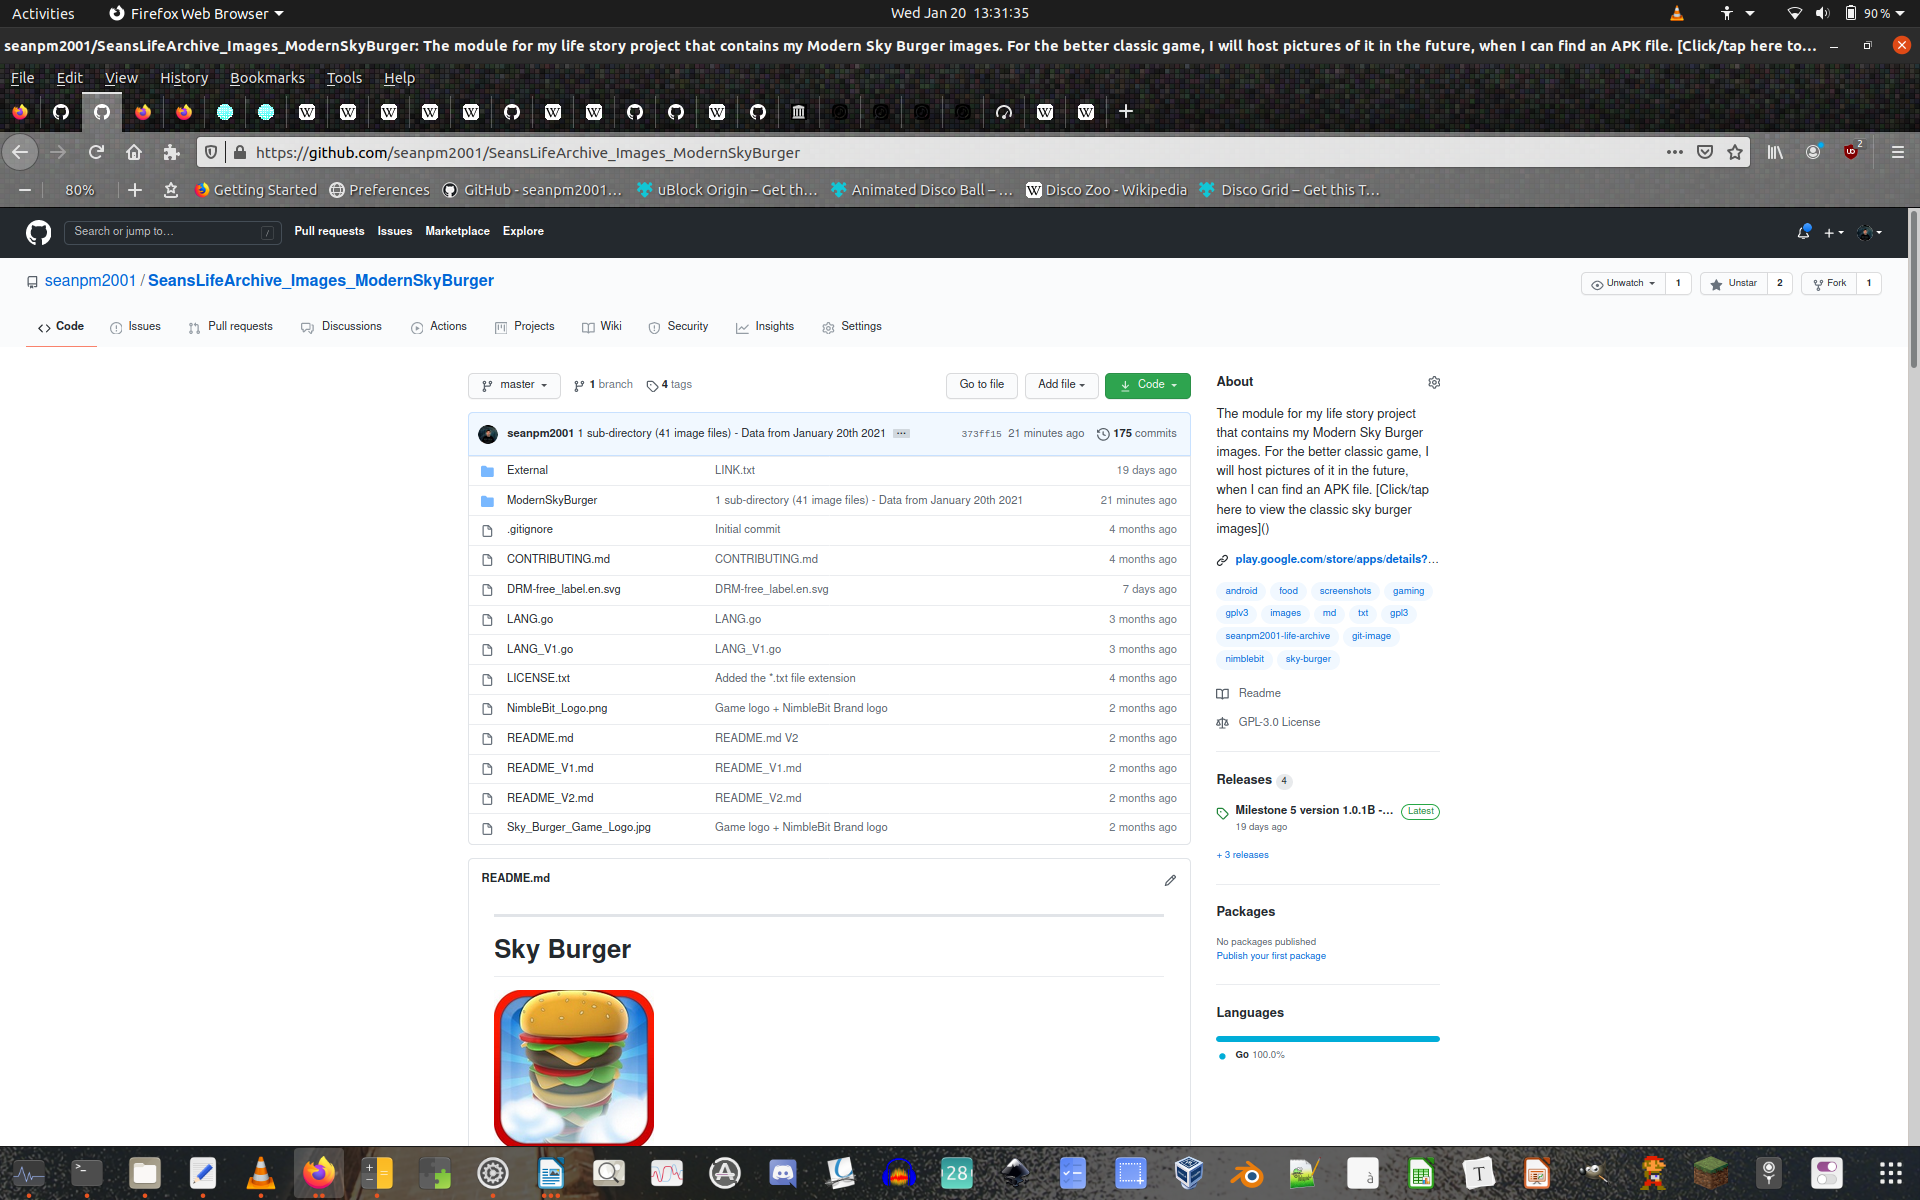 Activities
Firefox Web Browser
Wed Jan 20 13:31:35
90 %
seanpm2001/SeansLifeArchive_Images_ModernSkyBurger: The module for my life story project that contains my Modern Sky Burger images. For the better classic game, I will host pictures of it in the future, when I can find an APK file. [Click/tap here to...
File Edit View History Bookmarks Tools Help
https://github.com/seanpm2001/SeansLifeArchive_Images_ModernSkyBurger
2
80%
Getting Started
Preferences
GitHub - seanpm2001...
uBlock Origin – Get th...
Animated Disco Ball – ...
Disco Zoo - Wikipedia
Disco Grid – Get this T...
Search or jump to...
/
Pull requests Issues Marketplace Explore
seanpm2001 / SeansLifeArchive_Images_ModernSkyBurger
Unwatch 1
Unstar 2
Fork 1
Code Issues Pull requests Discussions Actions Projects Wiki Security Insights Settings
master
1 branch
4 tags
Go to file
Add file
Code
seanpm2001 1 sub-directory (41 image files) - Data from January 20th 2021 ...
373ff15 21 minutes ago
175 commits
External LINK.txt 19 days ago
ModernSkyBurger 1 sub-directory (41 image files) - Data from January 20th 2021 21 minutes ago
.gitignore Initial commit 4 months ago
CONTRIBUTING.md CONTRIBUTING.md 4 months ago
DRM-free_label.en.svg DRM-free_label.en.svg 7 days ago
LANG.go LANG.go 3 months ago
LANG_V1.go LANG_V1.go 3 months ago
LICENSE.txt Added the *.txt file extension 4 months ago
NimbleBit_Logo.png Game logo + NimbleBit Brand logo 2 months ago
README.md README.md V2 2 months ago
README_V1.md README_V1.md 2 months ago
README_V2.md README_V2.md 2 months ago
Sky_Burger_Game_Logo.jpg Game logo + NimbleBit Brand logo 2 months ago
README.md
Sky Burger
About
The module for my life story project
that contains my Modern Sky Burger
images. For the better classic game, I
will host pictures of it in the future,
when I can find an APK file. [Click/tap
here to view the classic sky burger
images]()
play.google.com/store/apps/details?...
android food screenshots gaming
gplv3 images md txt gpl3
seanpm2001-life-archive git-image
nimblebit sky-burger
Readme
GPL-3.0 License
Releases 4
Milestone 5 version 1.0.1B -... Latest
19 days ago
+ 3 releases
Packages
No packages published
Publish your first package
Languages
Go 100.0%
28